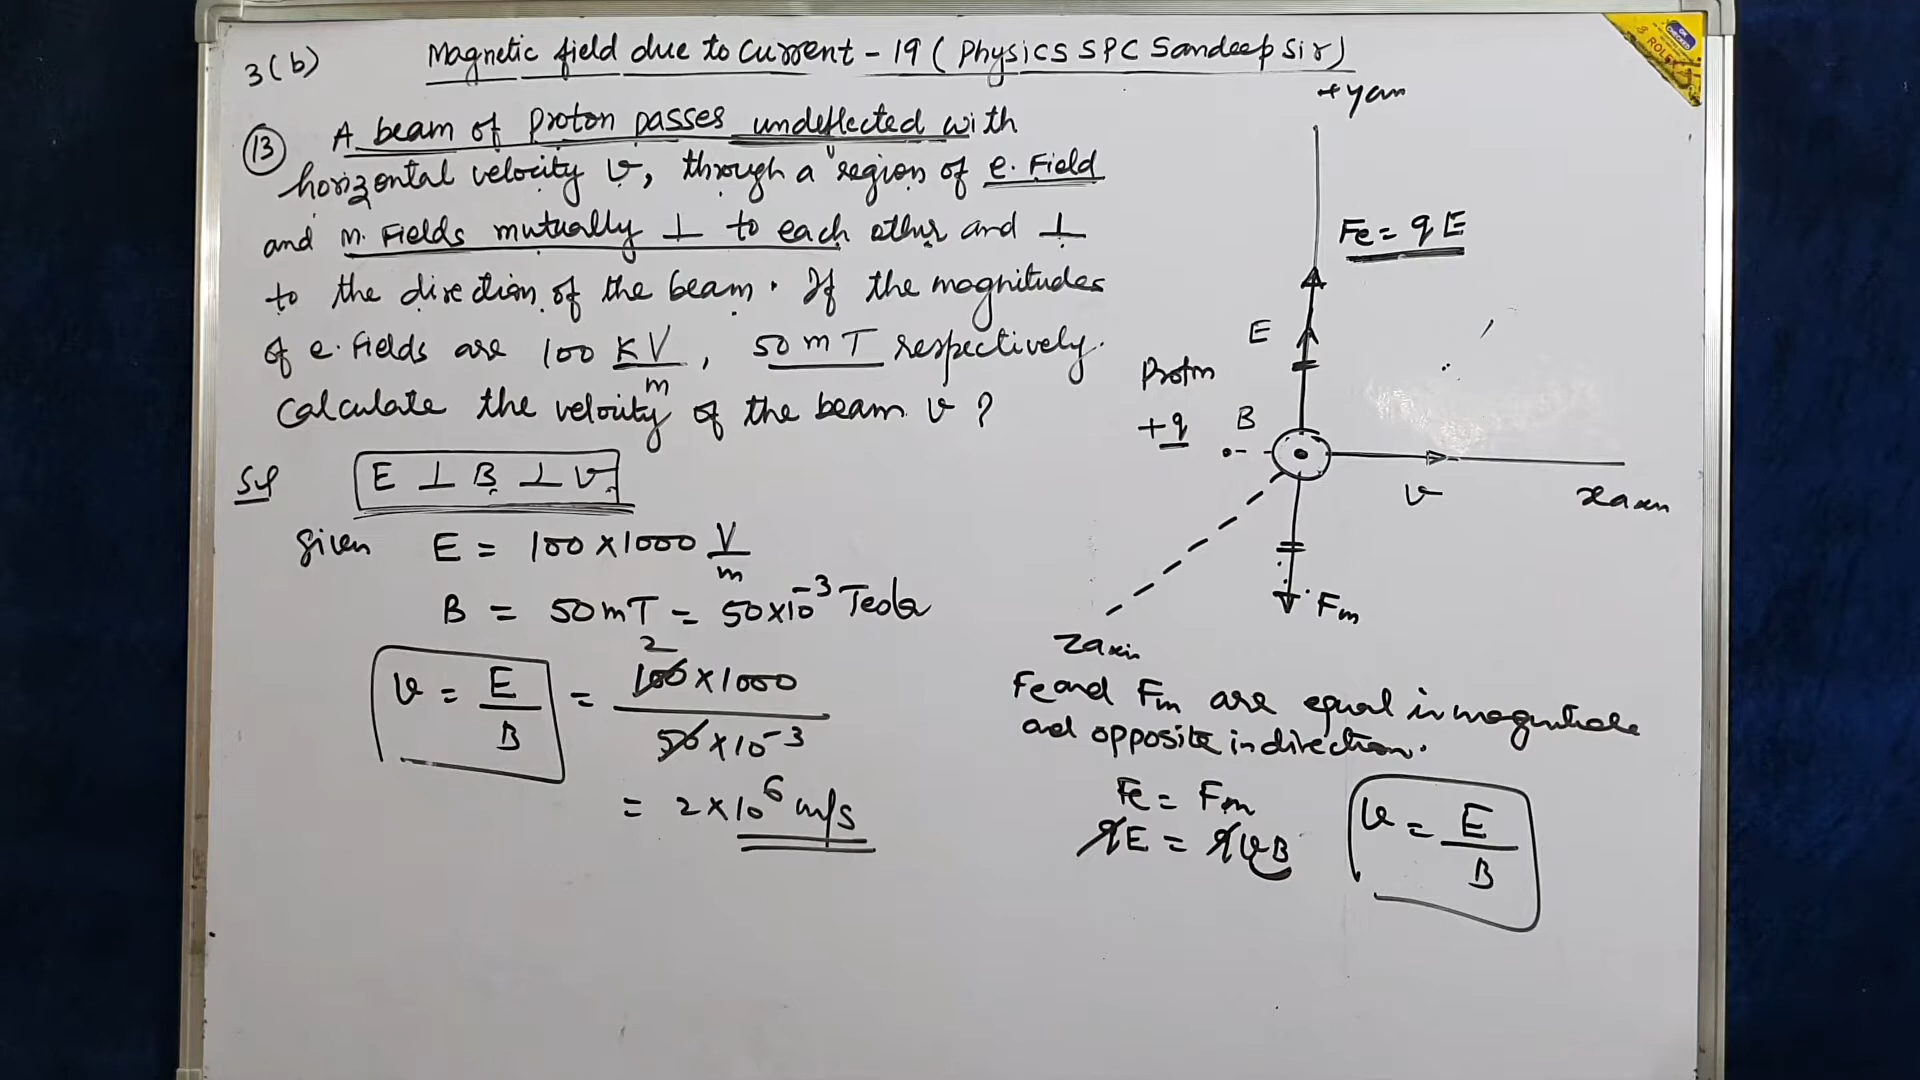 3(b)
Magnetic field due to current - 19 (Physics SPC Sandeep Sir)
(13) A beam of proton passes undeflected with
horizontal velocity v, through a region of e. Field
and m. Fields mutually ⊥ to each other and ⊥
to the direction of the beam. If the magnitudes
of e. fields are 100 KV/m, 50 mT respectively.
Calculate the velocity of the beam v ?
Sol
E ⊥ B ⊥ v
given E = 100 × 1000 V/m
B = 50mT = 50×10⁻³ Tesla
v = E/B = 100×1000 / 50×10⁻³
2
= 2×10⁶ m/s
+y axis
Fe = qE
E
Proton
+q
B
v
x axis
Fm
z axis
Fe and Fm are equal in magnitude
and opposite in direction.
Fe = Fm
qE = qvB
v = E/B
ROLEX